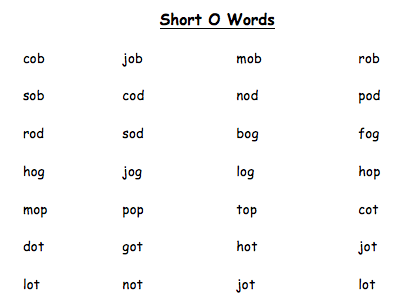 Short O Words
cob job mob rob
sob cod nod pod
rod sod bog fog
hog jog log hop
mop pop top cot
dot got hot jot
lot not jot lot